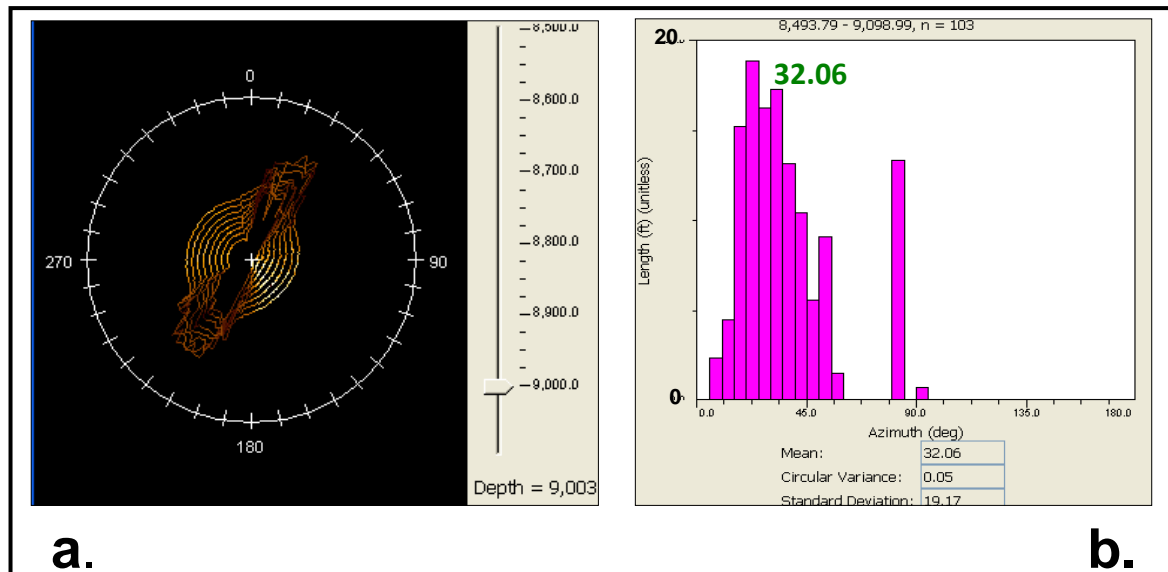 0
90
180
270
8,500.0
8,600.0
8,700.0
8,800.0
8,900.0
9,000.0
Depth = 9,003
a.
8,493.79 - 9,098.99, n = 103
20
32.06
Length (ft) (unitless)
0
0.0 45.0 90.0 135.0 180.0
Azimuth (deg)
Mean: 32.06
Circular Variance: 0.05
Standard Deviation: 19.17
b.